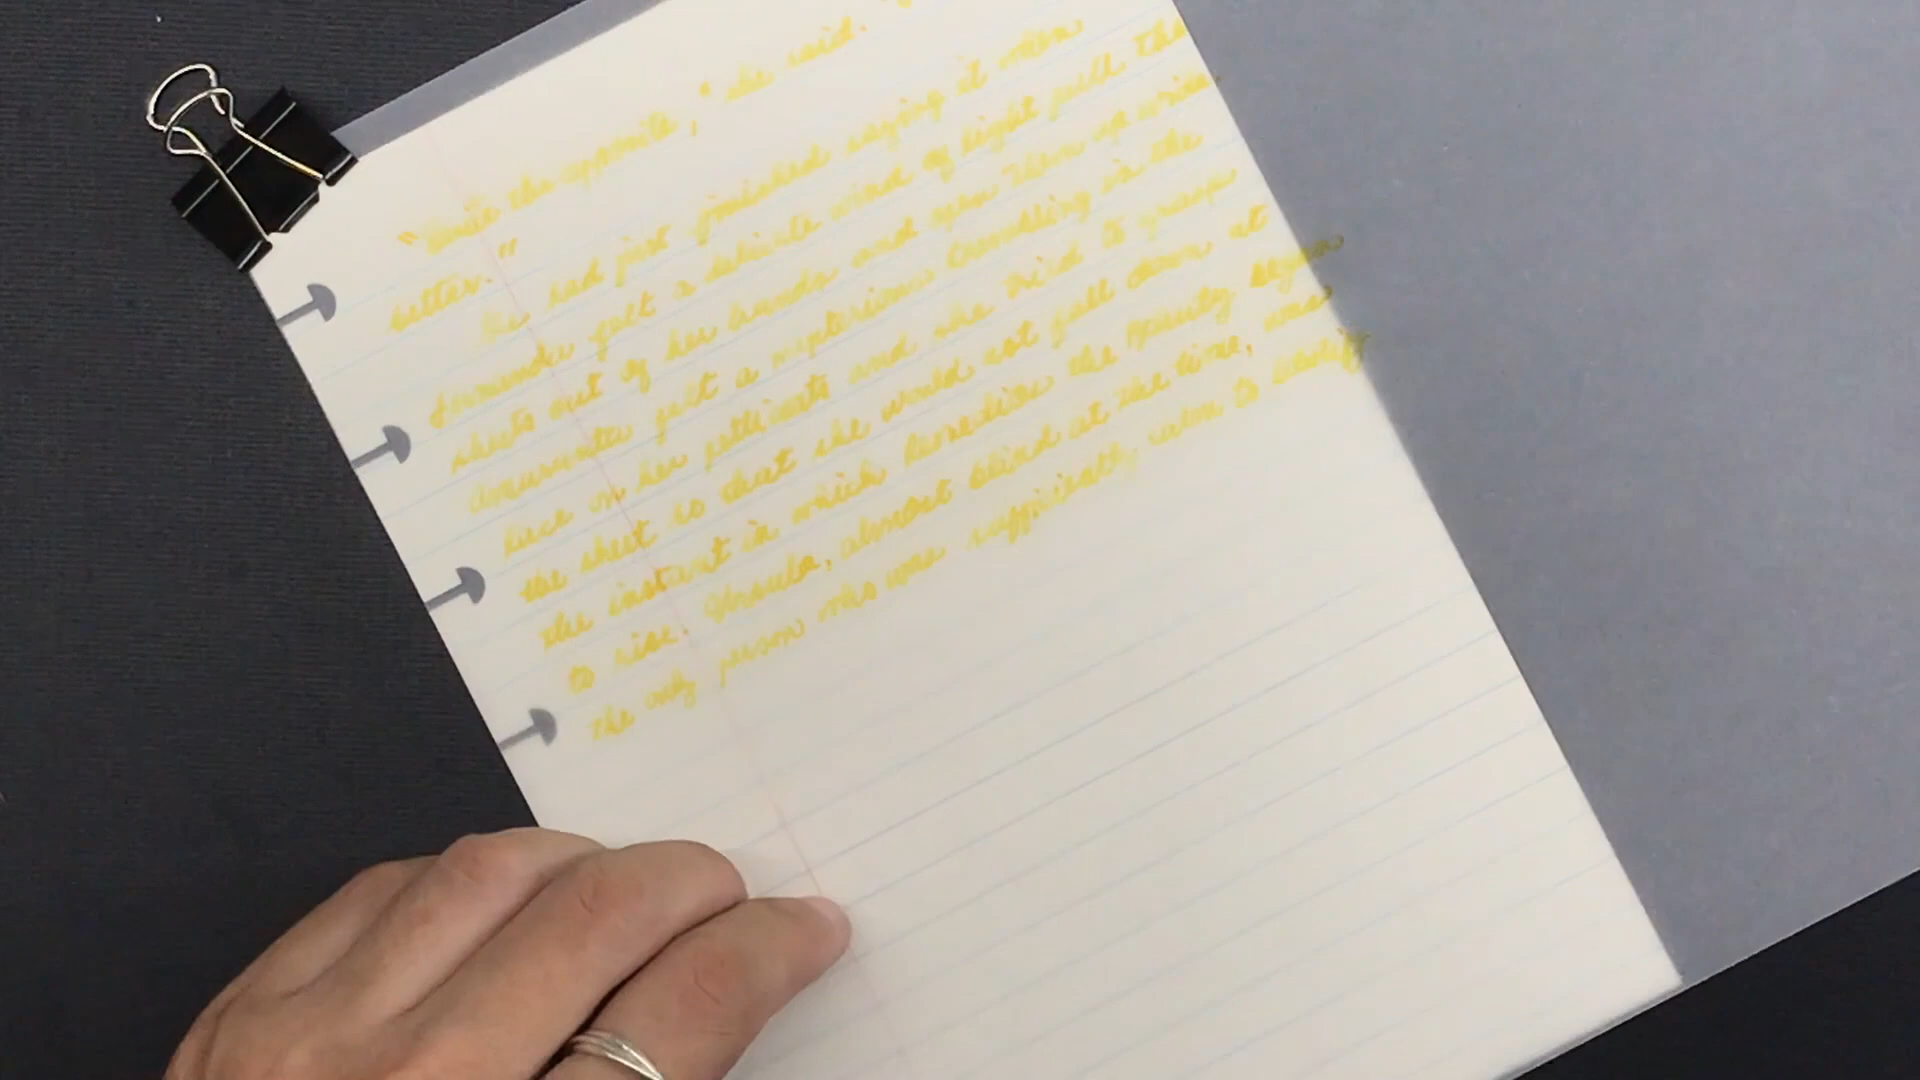 "Quite the opposite," she said. "
better."
She had just finished saying it when
Fernanda felt a delicate wind of light pull the
sheets out of her hands and open them up wide.
Amaranta felt a mysterious trembling in the
lace on her petticoats and she tried to grasp
the sheet so that she would not fall down at
the instant in which Remedios the Beauty began
to rise. Ursula, almost blind at the time, was
the only person who was sufficiently calm to identify